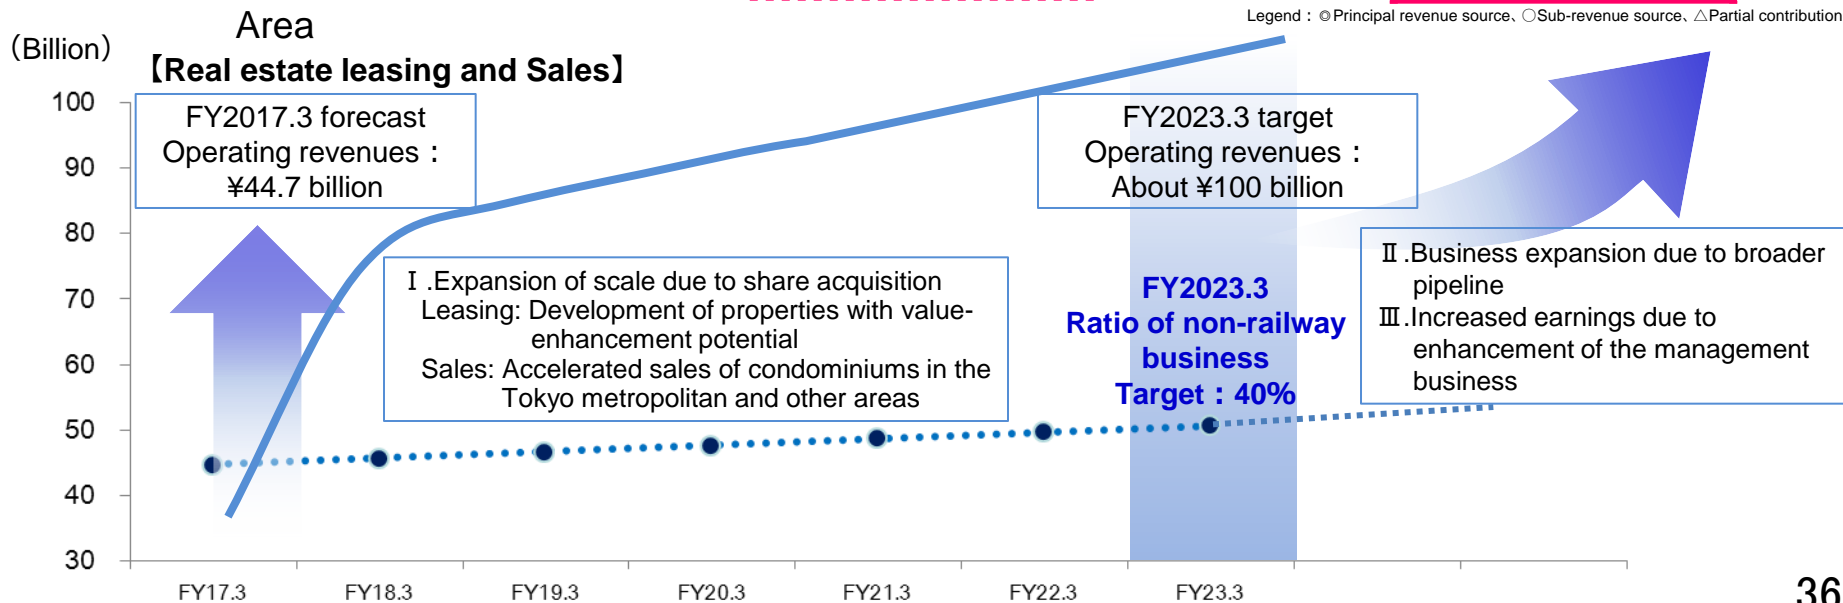 Legend：◎Principal revenue source、○Sub-revenue source、△Partial contribution
Area
（Billion）
【Real estate leasing and Sales】
100
90
80
70
60
50
40
30
FY2017.3 forecast
Operating revenues：
¥44.7 billion
FY2023.3 target
Operating revenues：
About ¥100 billion
Ⅰ.Expansion of scale due to share acquisition
Leasing: Development of properties with value-
enhancement potential
Sales: Accelerated sales of condominiums in the
Tokyo metropolitan and other areas
FY2023.3
Ratio of non-railway
business
Target：40%
Ⅱ.Business expansion due to broader
pipeline
Ⅲ.Increased earnings due to
enhancement of the management
business
FY17.3
FY18.3
FY19.3
FY20.3
FY21.3
FY22.3
FY23.3
36